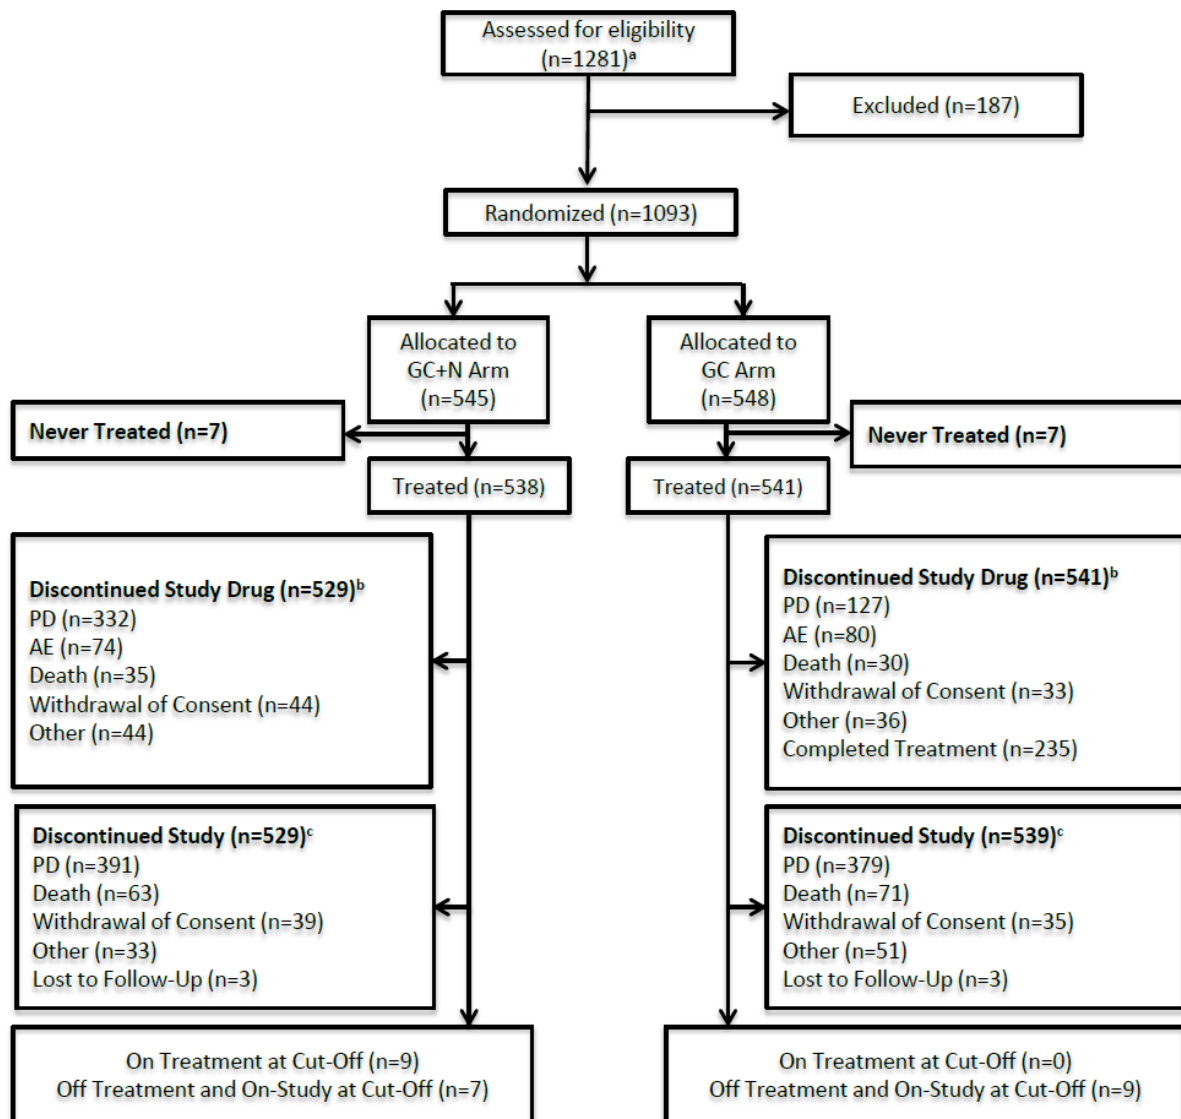 Assessed for eligibility
(n=1281)ᵃ
Excluded (n=187)
Randomized (n=1093)
Allocated to
GC+N Arm
(n=545)
Allocated to
GC Arm
(n=548)
Never Treated (n=7)
Never Treated (n=7)
Treated (n=538)
Treated (n=541)
Discontinued Study Drug (n=529)ᵇ
PD (n=332)
AE (n=74)
Death (n=35)
Withdrawal of Consent (n=44)
Other (n=44)
Discontinued Study Drug (n=541)ᵇ
PD (n=127)
AE (n=80)
Death (n=30)
Withdrawal of Consent (n=33)
Other (n=36)
Completed Treatment (n=235)
Discontinued Study (n=529)ᶜ
PD (n=391)
Death (n=63)
Withdrawal of Consent (n=39)
Other (n=33)
Lost to Follow-Up (n=3)
Discontinued Study (n=539)ᶜ
PD (n=379)
Death (n=71)
Withdrawal of Consent (n=35)
Other (n=51)
Lost to Follow-Up (n=3)
On Treatment at Cut-Off (n=9)
Off Treatment and On-Study at Cut-Off (n=7)
On Treatment at Cut-Off (n=0)
Off Treatment and On-Study at Cut-Off (n=9)